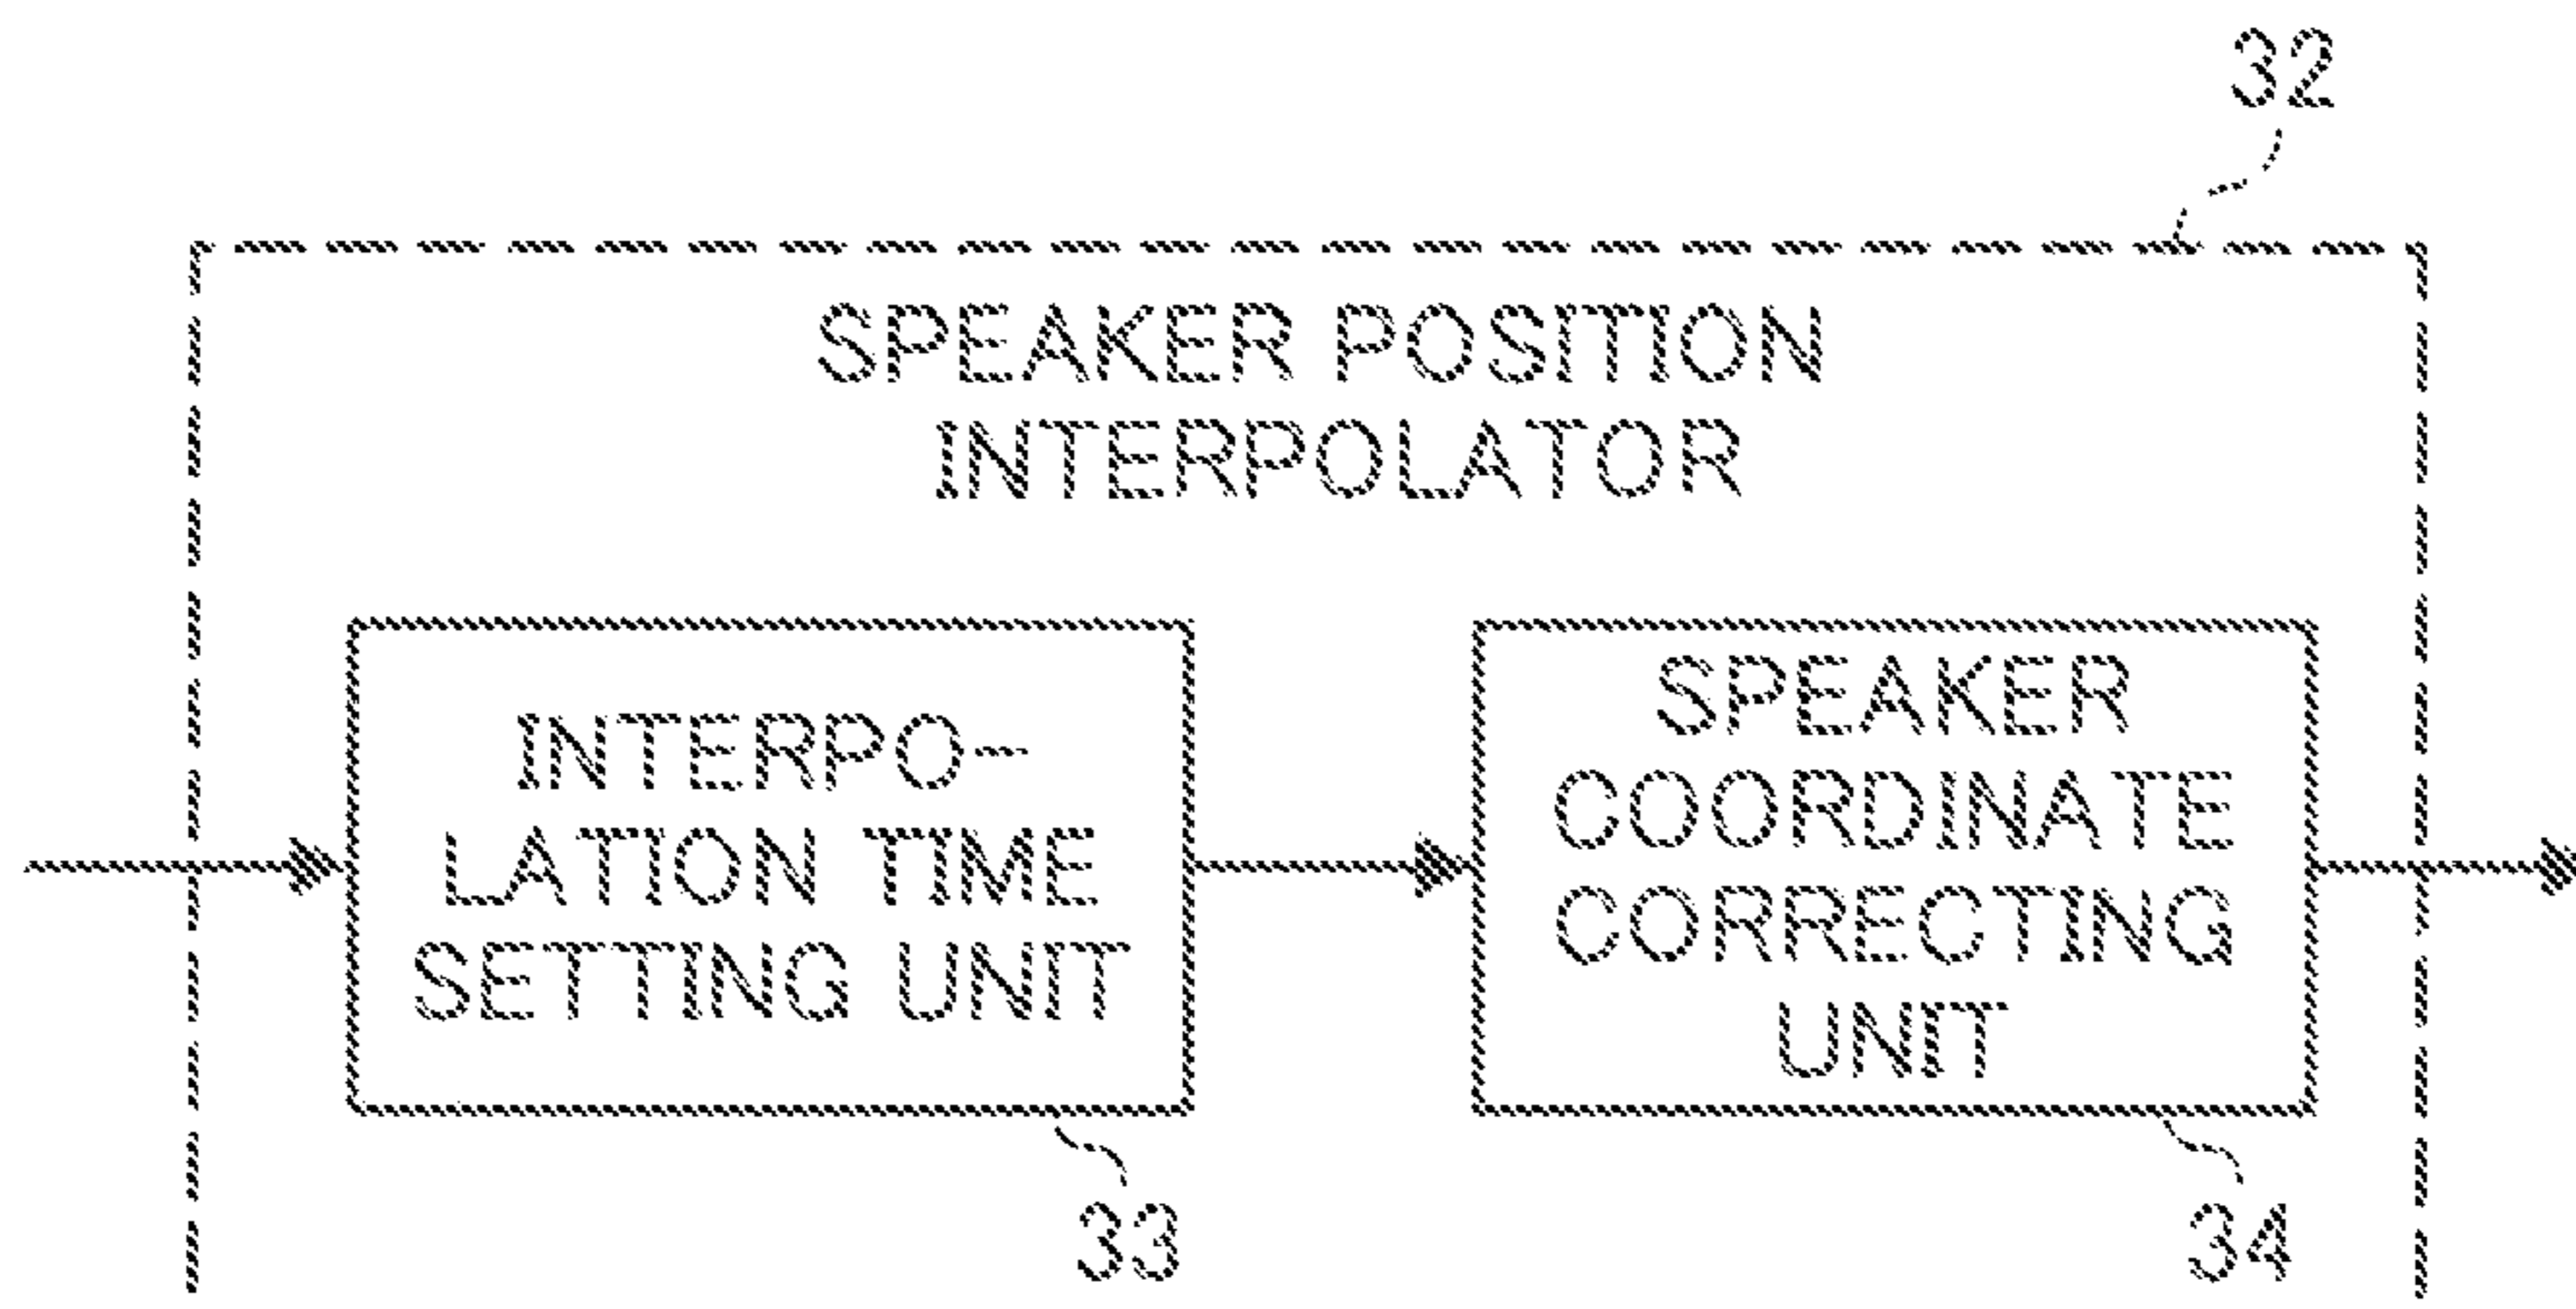 32
SPEAKER POSITION
INTERPOLATOR
INTERPO-
LATION TIME
SETTING UNIT
SPEAKER
COORDINATE
CORRECTING
UNIT
33
34